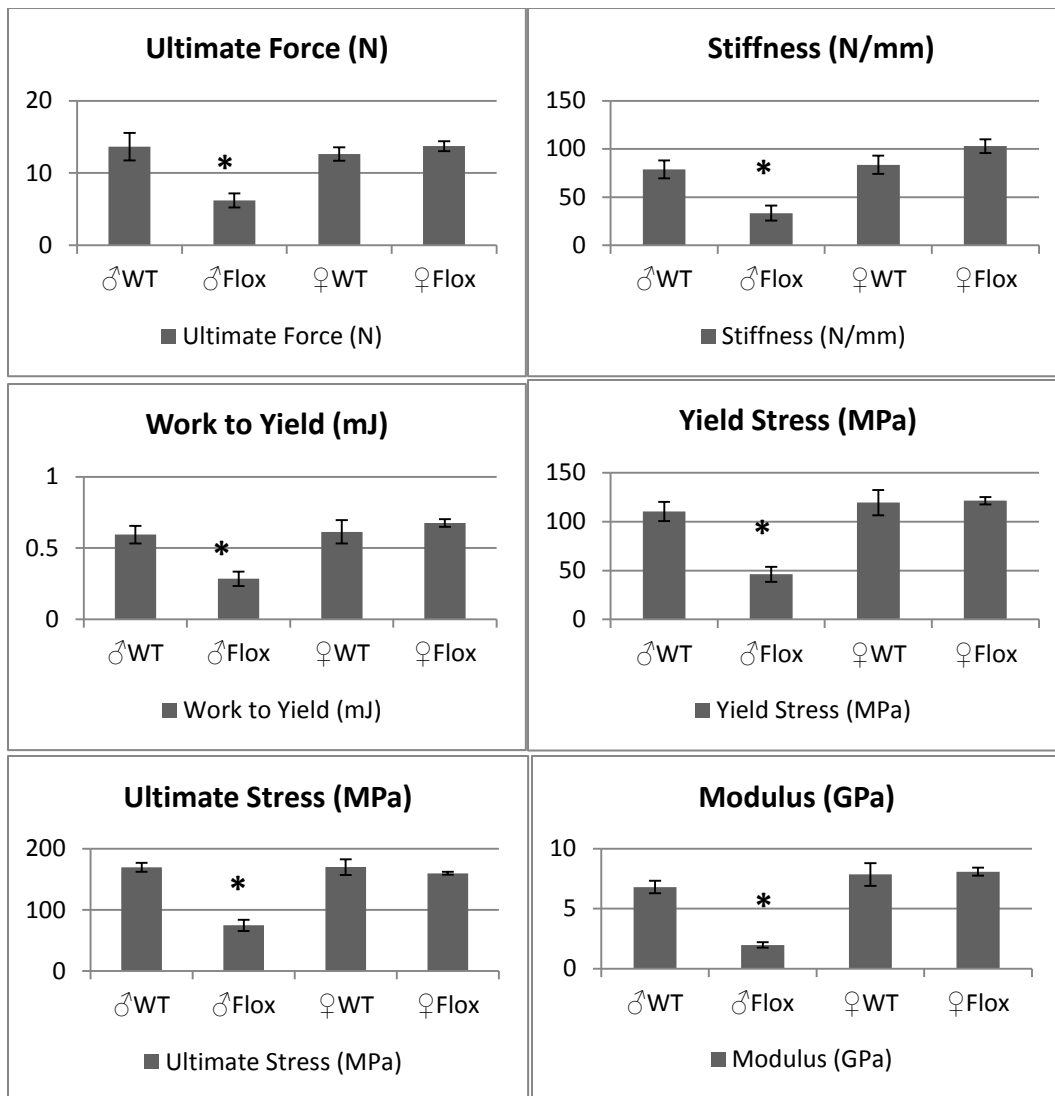 Ultimate Force (N)
20
10
0
*
♂WT ♂Flox ♀WT ♀Flox
Ultimate Force (N)
Stiffness (N/mm)
150
100
50
0
*
♂WT ♂Flox ♀WT ♀Flox
Stiffness (N/mm)
Work to Yield (mJ)
1
0.5
0
*
♂WT ♂Flox ♀WT ♀Flox
Work to Yield (mJ)
Yield Stress (MPa)
150
100
50
0
*
♂WT ♂Flox ♀WT ♀Flox
Yield Stress (MPa)
Ultimate Stress (MPa)
200
100
0
*
♂WT ♂Flox ♀WT ♀Flox
Ultimate Stress (MPa)
Modulus (GPa)
10
5
0
*
♂WT ♂Flox ♀WT ♀Flox
Modulus (GPa)